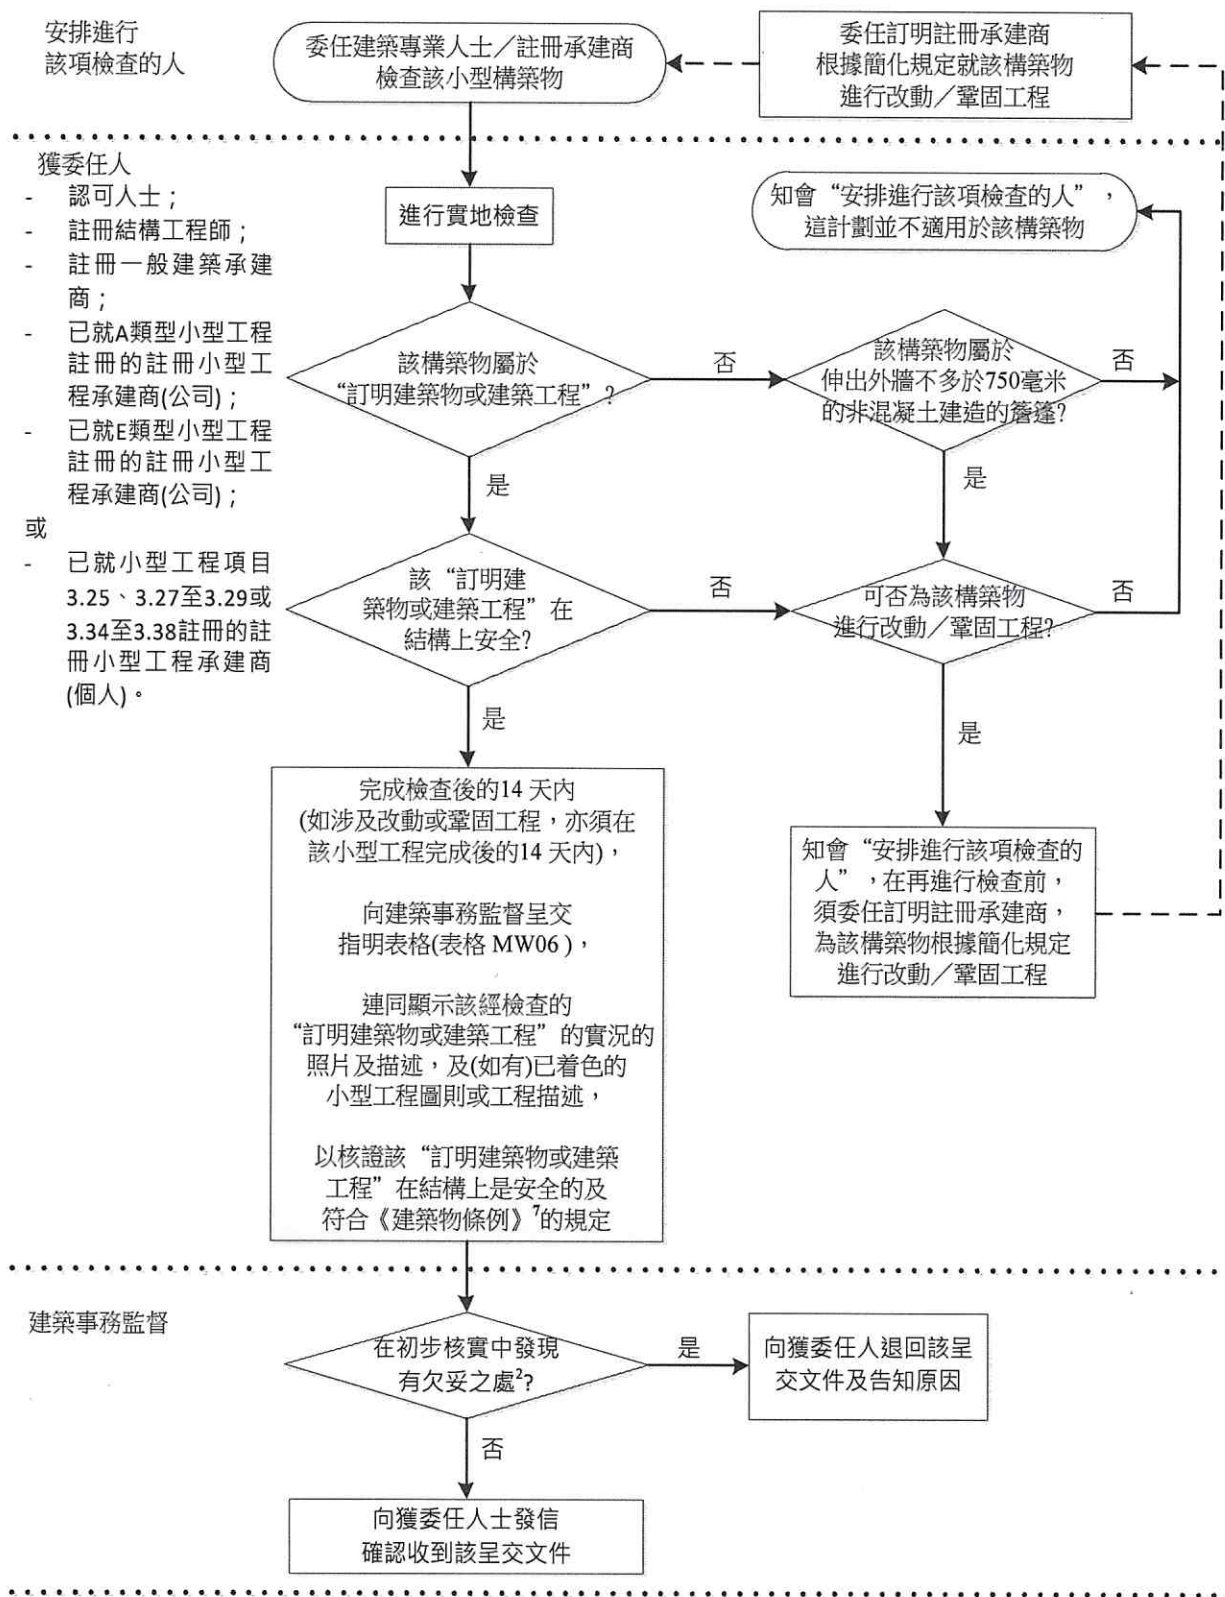 安排進行
該項檢查的人
委任建築專業人士／註冊承建商
檢查該小型構築物
委任訂明註冊承建商
根據簡化規定就該構築物
進行改動／鞏固工程
獲委任人
- 認可人士；
- 註冊結構工程師；
- 註冊一般建築承建
商；
- 已就A類型小型工程
註冊的註冊小型工
程承建商(公司)；
- 已就E類型小型工程
註冊的註冊小型工
程承建商(公司)；
或
- 已就小型工程項目
3.25、3.27至3.29或
3.34至3.38註冊的註
冊小型工程承建商
(個人)。
進行實地檢查
知會“安排進行該項檢查的人”，
這計劃並不適用於該構築物
該構築物屬於
“訂明建築物或建築工程”?
否
該構築物屬於
伸出外牆不多於750毫米
的非混凝土建造的簷篷?
否
是
是
該“訂明建
築物或建築工程”在
結構上安全?
否
可否為該構築物
進行改動／鞏固工程?
否
是
是
完成檢查後的14 天內
(如涉及改動或鞏固工程，亦須在
該小型工程完成後的14 天內)，
向建築事務監督呈交
指明表格(表格 MW06 )，
連同顯示該經檢查的
“訂明建築物或建築工程”的實況的
照片及描述，及(如有)已着色的
小型工程圖則或工程描述，
以核證該“訂明建築物或建築
工程”在結構上是安全的及
符合《建築物條例》⁷的規定
知會“安排進行該項檢查的
人”，在再進行檢查前，
須委任訂明註冊承建商，
為該構築物根據簡化規定
進行改動／鞏固工程
建築事務監督
在初步核實中發現
有欠妥之處²?
是
向獲委任人退回該呈
交文件及告知原因
否
向獲委任人士發信
確認收到該呈交文件